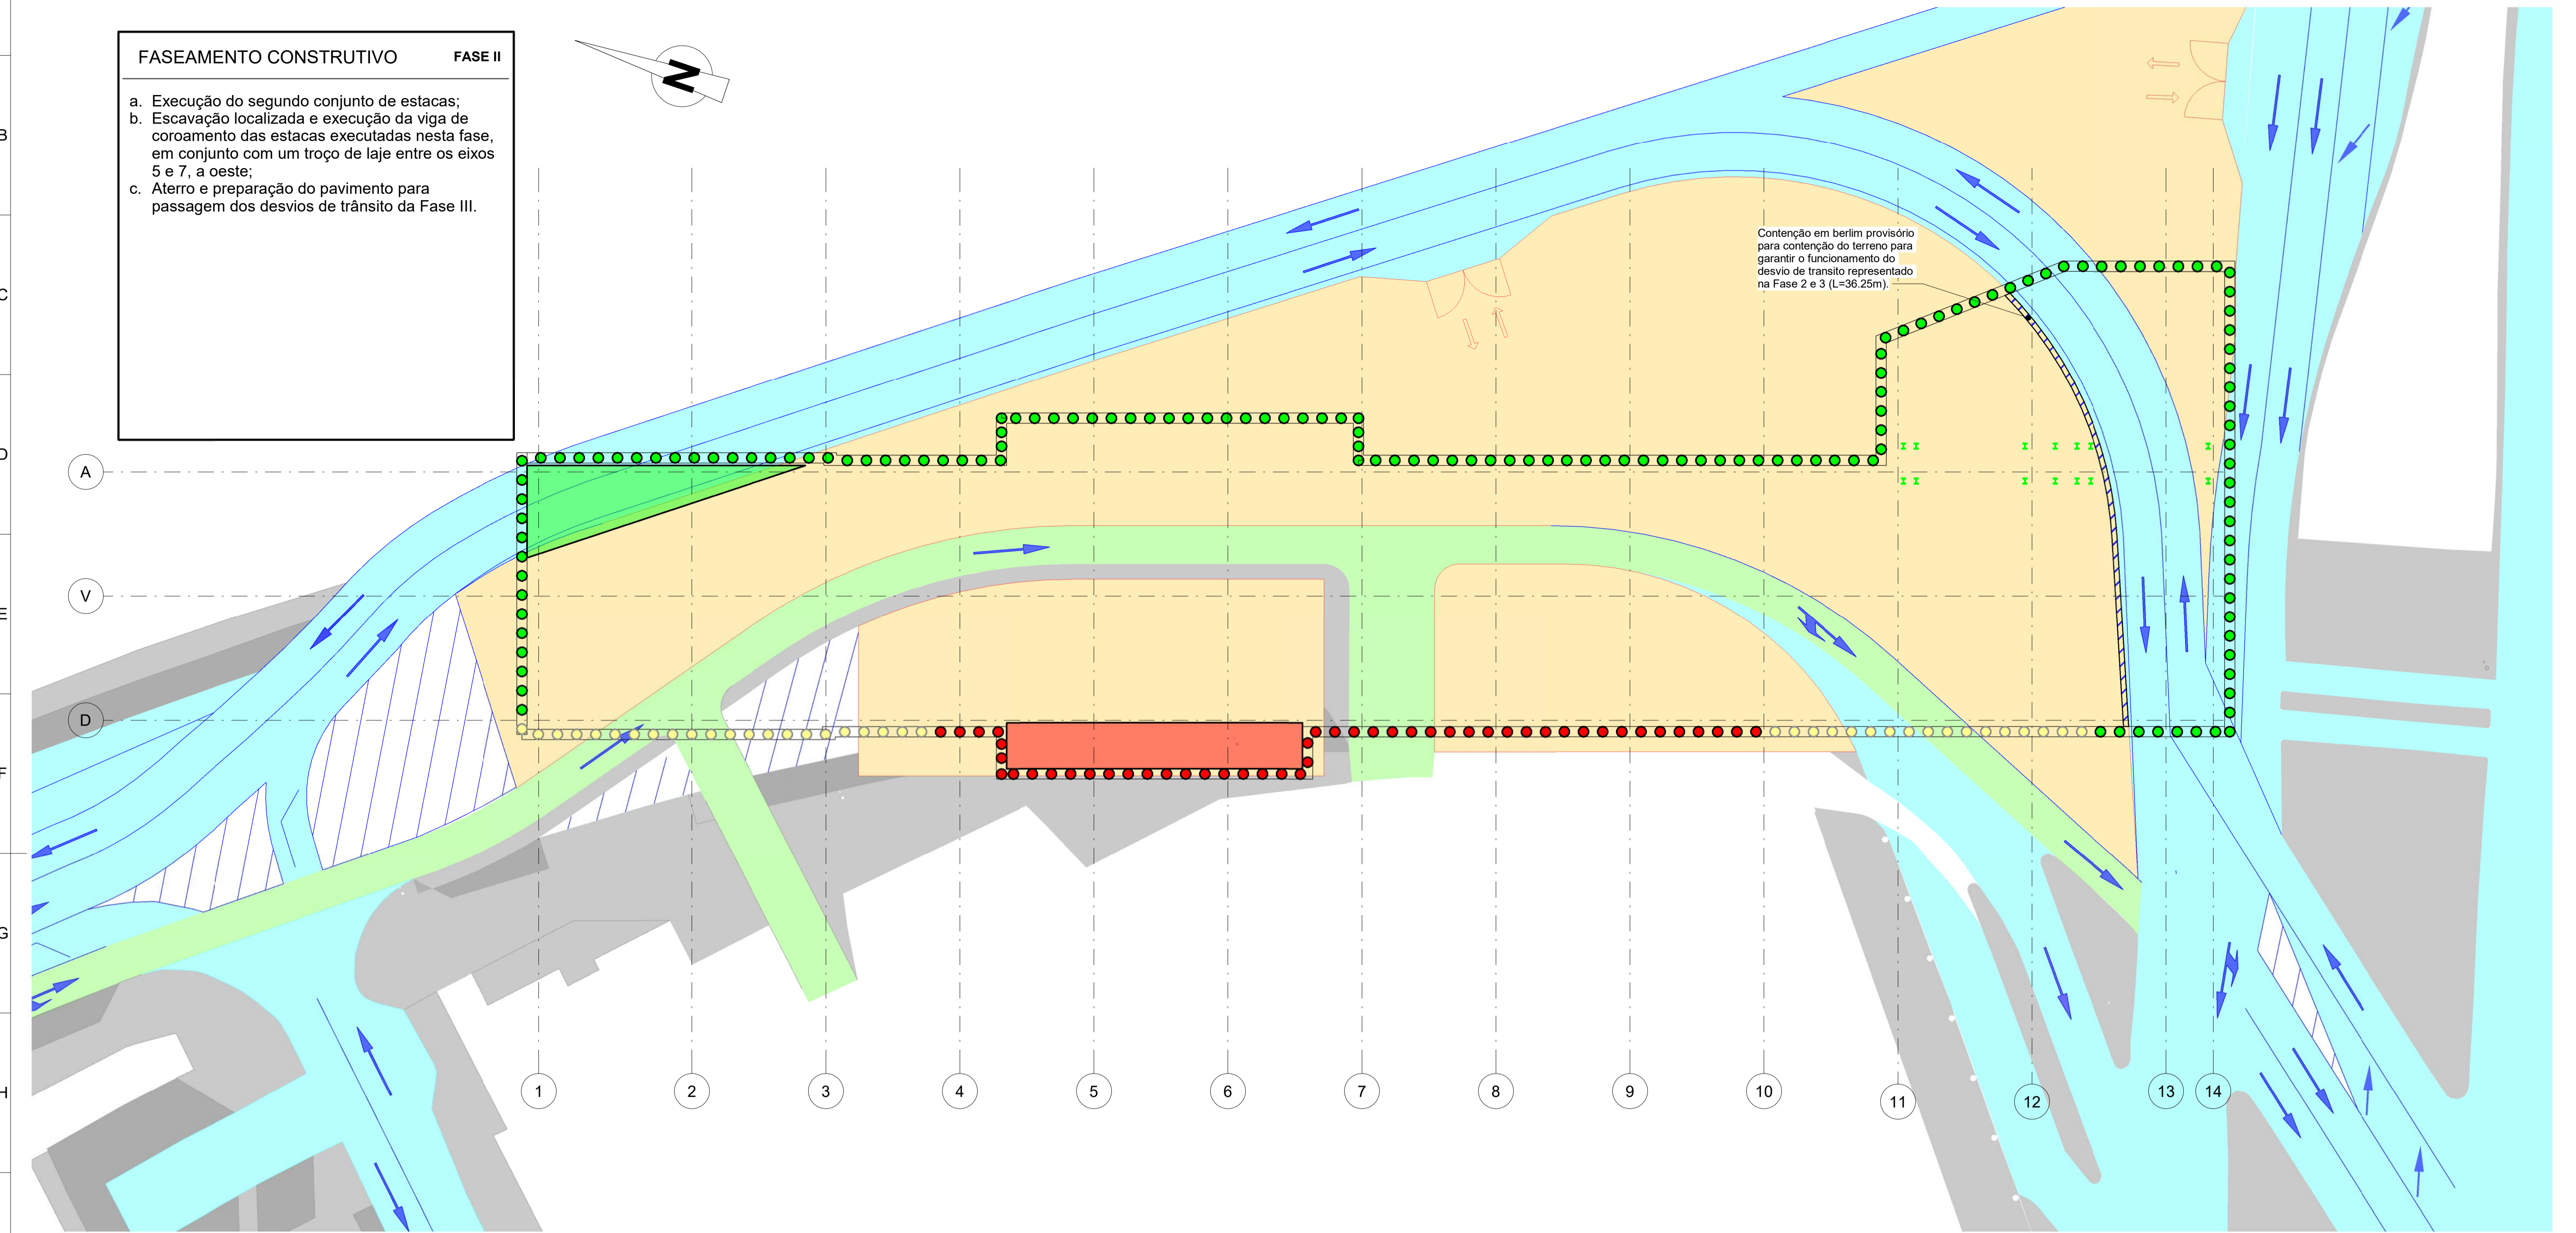 FASEAMENTO CONSTRUTIVO FASE II
a. Execução do segundo conjunto de estacas;
b. Escavação localizada e execução da viga de
coroamento das estacas executadas nesta fase,
em conjunto com um troço de laje entre os eixos
5 e 7, a oeste;
c. Aterro e preparação do pavimento para
passagem dos desvios de trânsito da Fase III.
N
Contenção em berlim provisório
para contenção do terreno para
garantir o funcionamento do
desvio de transito representado
na Fase 2 e 3 (L=36.25m).
B
C
D
E
F
G
H
A
V
D
1 2 3 4 5 6 7 8 9 10 11 12 13 14